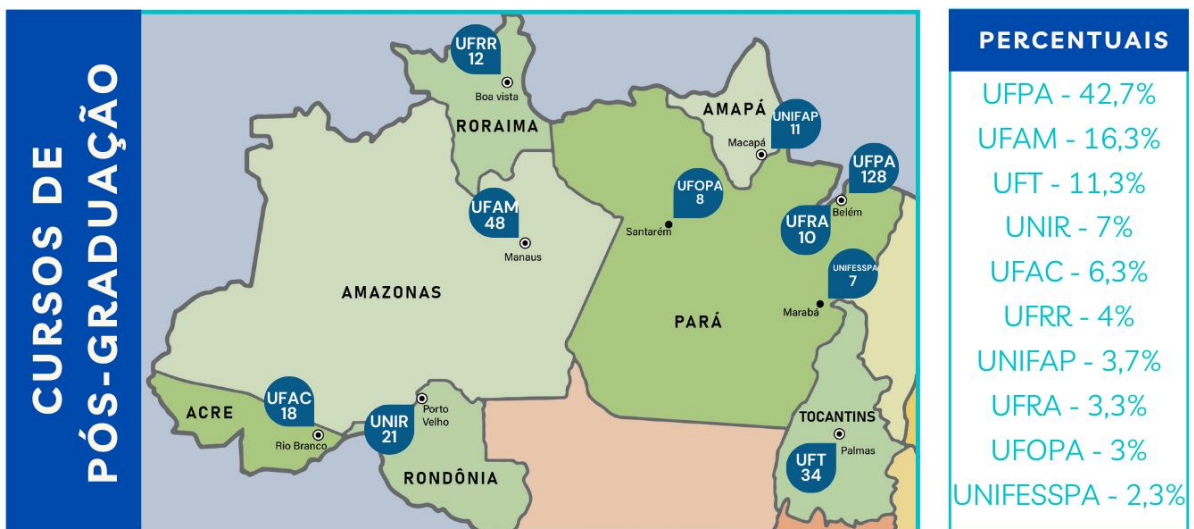 CURSOS DE
PÓS-GRADUAÇÃO
UFRR
12
Boa vista
RORAIMA
AMAPÁ
UNIFAP
11
Macapá
UFPA
128
UFOPA
8
UFAM
48
UFRA
10
Belém
Santarém
Manaus
UNIFESSPA
7
AMAZONAS
Marabá
PARÁ
UFAC
18
ACRE
Porto
Velho
TOCANTINS
UNIR
21
Rio Branco
Palmas
UFT
34
RONDÔNIA
PERCENTUAIS
UFPA - 42,7%
UFAM - 16,3%
UFT - 11,3%
UNIR - 7%
UFAC - 6,3%
UFRR - 4%
UNIFAP - 3,7%
UFRA - 3,3%
UFOPA - 3%
UNIFESSPA - 2,3%